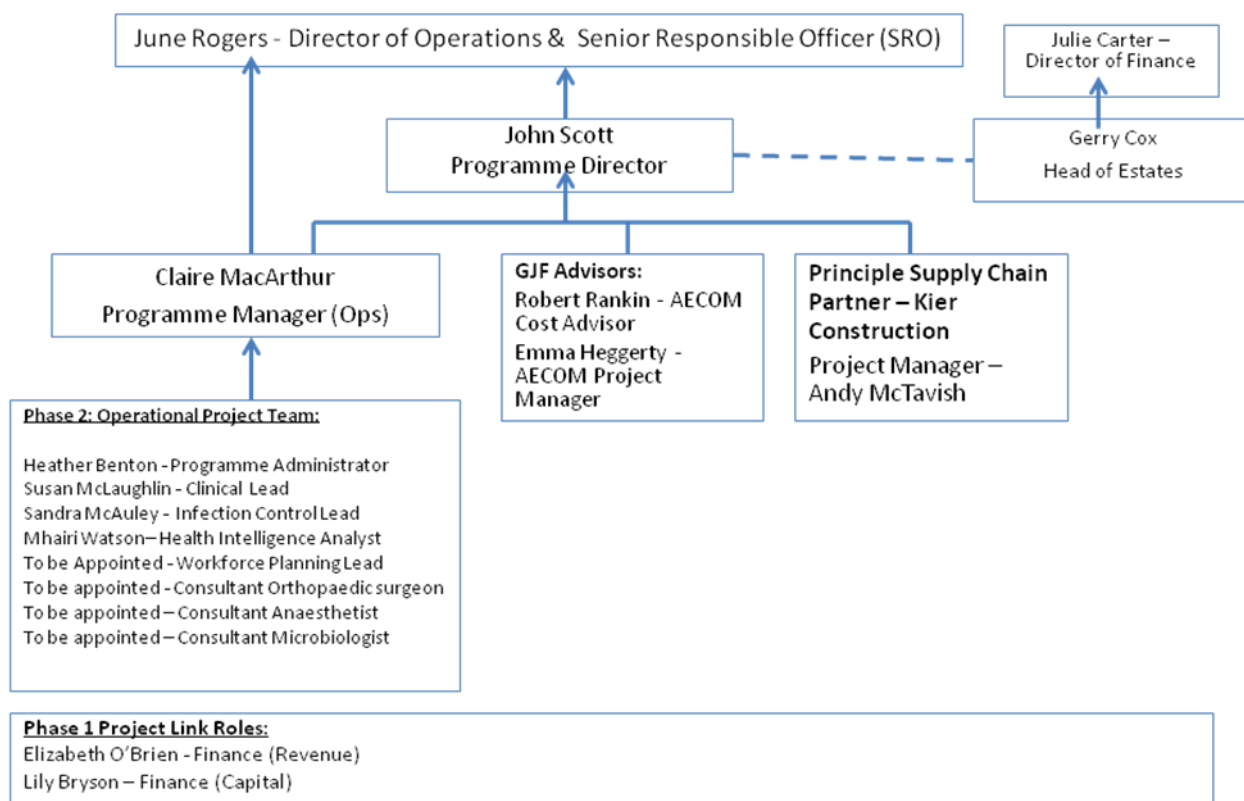 June Rogers - Director of Operations & Senior Responsible Officer (SRO)
Julie Carter –
Director of Finance
John Scott
Programme Director
Gerry Cox
Head of Estates
Claire MacArthur
Programme Manager (Ops)
GJF Advisors:
Robert Rankin - AECOM
Cost Advisor
Emma Heggerty -
AECOM Project
Manager
Principle Supply Chain
Partner – Kier
Construction
Project Manager –
Andy McTavish
Phase 2: Operational Project Team:
Heather Benton - Programme Administrator
Susan McLaughlin - Clinical Lead
Sandra McAuley - Infection Control Lead
Mhairi Watson– Health Intelligence Analyst
To be Appointed - Workforce Planning Lead
To be appointed - Consultant Orthopaedic surgeon
To be appointed – Consultant Anaesthetist
To be appointed – Consultant Microbiologist
Phase 1 Project Link Roles:
Elizabeth O’Brien - Finance (Revenue)
Lily Bryson – Finance (Capital)